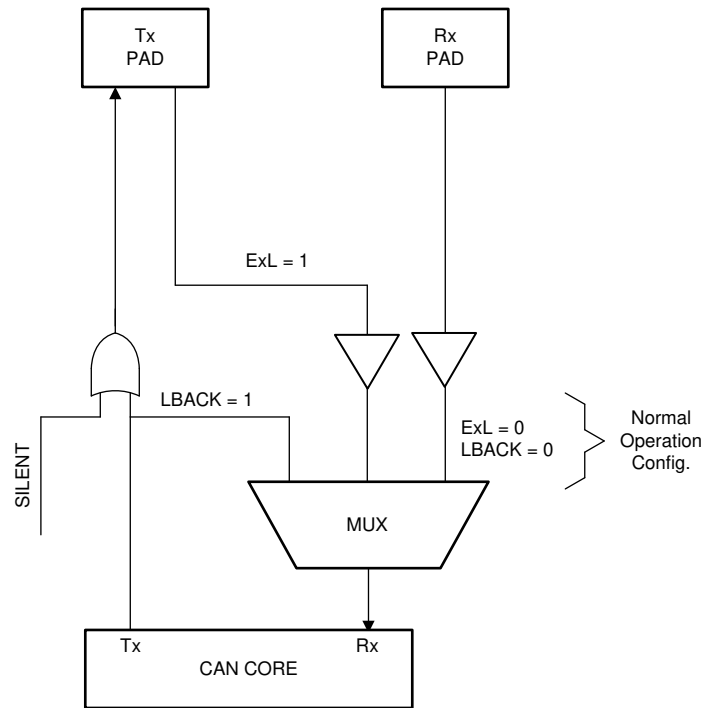 Tx
PAD
Rx
PAD
ExL = 1
LBACK = 1
ExL = 0
LBACK = 0
Normal
Operation
Config.
SILENT
MUX
Tx
Rx
CAN CORE